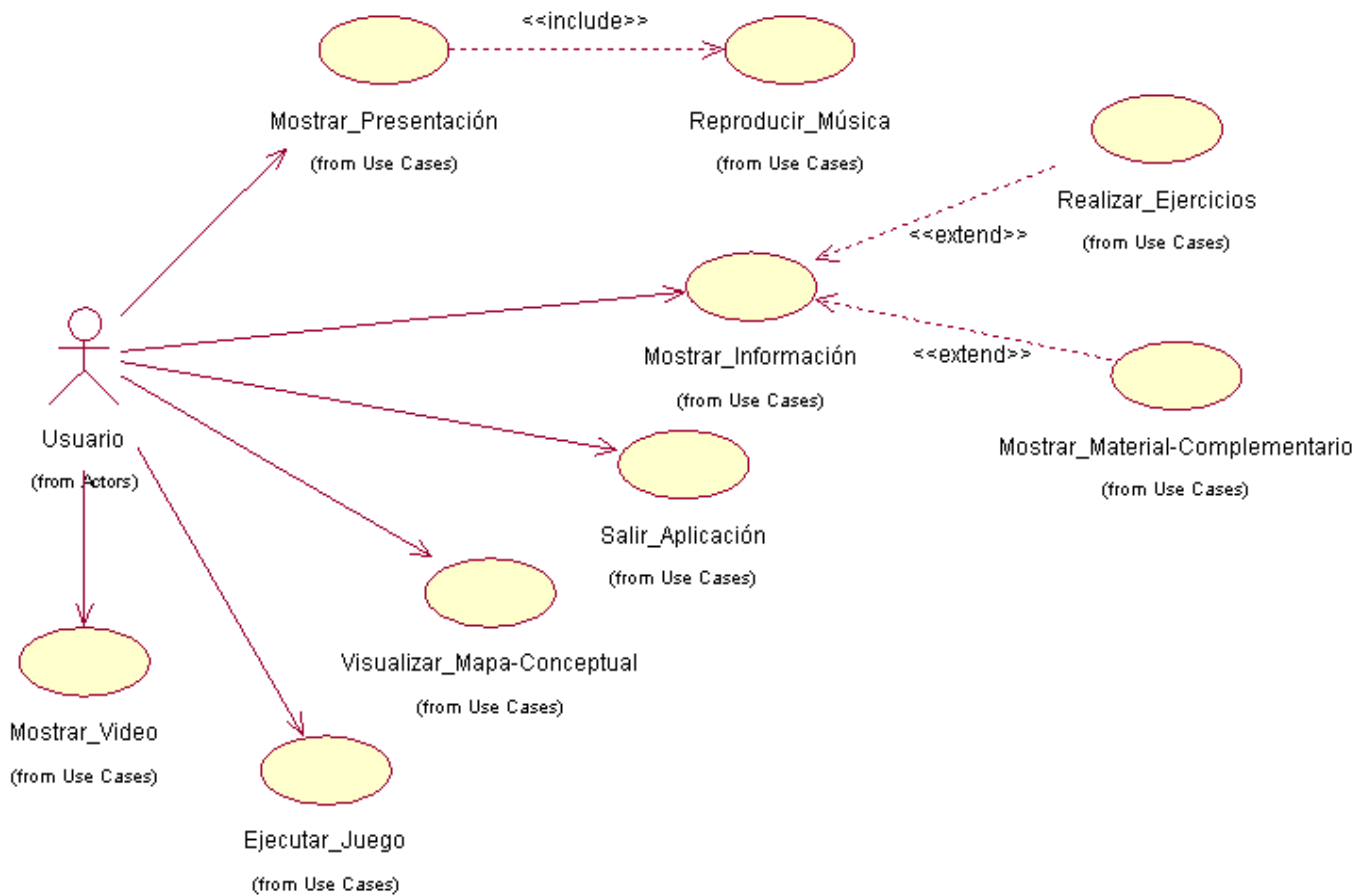 <<include>>
Mostrar_Presentación
(from Use Cases)
Reproducir_Música
(from Use Cases)
Realizar_Ejercicios
(from Use Cases)
<<extend>>
Mostrar_Información
(from Use Cases)
<<extend>>
Mostrar_Material-Complementario
(from Use Cases)
Usuario
(from Actors)
Salir_Aplicación
(from Use Cases)
Visualizar_Mapa-Conceptual
(from Use Cases)
Mostrar_Video
(from Use Cases)
Ejecutar_Juego
(from Use Cases)